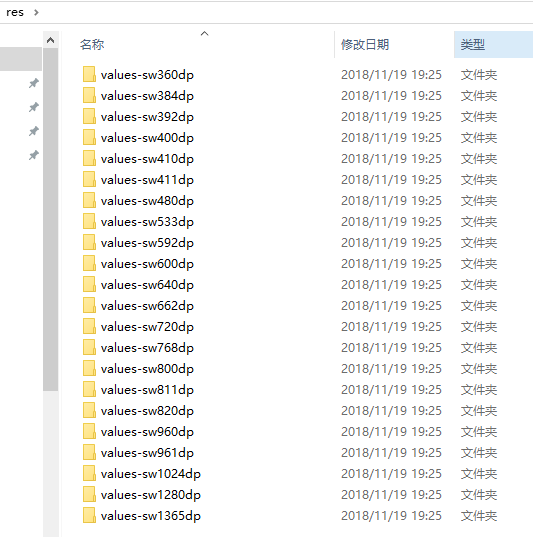 res
名称 修改日期 类型
values-sw360dp 2018/11/19 19:25 文件夹
values-sw384dp 2018/11/19 19:25 文件夹
values-sw392dp 2018/11/19 19:25 文件夹
values-sw400dp 2018/11/19 19:25 文件夹
values-sw410dp 2018/11/19 19:25 文件夹
values-sw411dp 2018/11/19 19:25 文件夹
values-sw480dp 2018/11/19 19:25 文件夹
values-sw533dp 2018/11/19 19:25 文件夹
values-sw592dp 2018/11/19 19:25 文件夹
values-sw600dp 2018/11/19 19:25 文件夹
values-sw640dp 2018/11/19 19:25 文件夹
values-sw662dp 2018/11/19 19:25 文件夹
values-sw720dp 2018/11/19 19:25 文件夹
values-sw768dp 2018/11/19 19:25 文件夹
values-sw800dp 2018/11/19 19:25 文件夹
values-sw811dp 2018/11/19 19:25 文件夹
values-sw820dp 2018/11/19 19:25 文件夹
values-sw960dp 2018/11/19 19:25 文件夹
values-sw961dp 2018/11/19 19:25 文件夹
values-sw1024dp 2018/11/19 19:25 文件夹
values-sw1280dp 2018/11/19 19:25 文件夹
values-sw1365dp 2018/11/19 19:25 文件夹